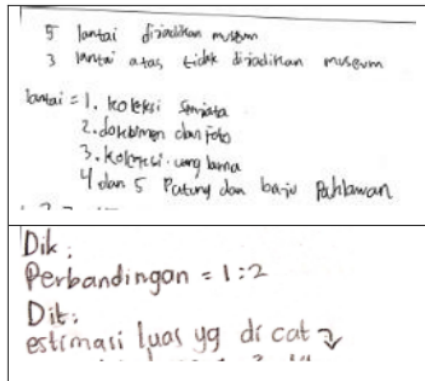 5 lantai dijadikan museum
3 lantai atas, tidak dijadikan museum
lantai = 1. koleksi senjata
2. dokumen dan foto
3. koleksi uang lama
4 dan 5 Patung dan baju Pahlawan
Dik :
Perbandingan = 1:2
Dit :
estimasi luas yg di cat ?